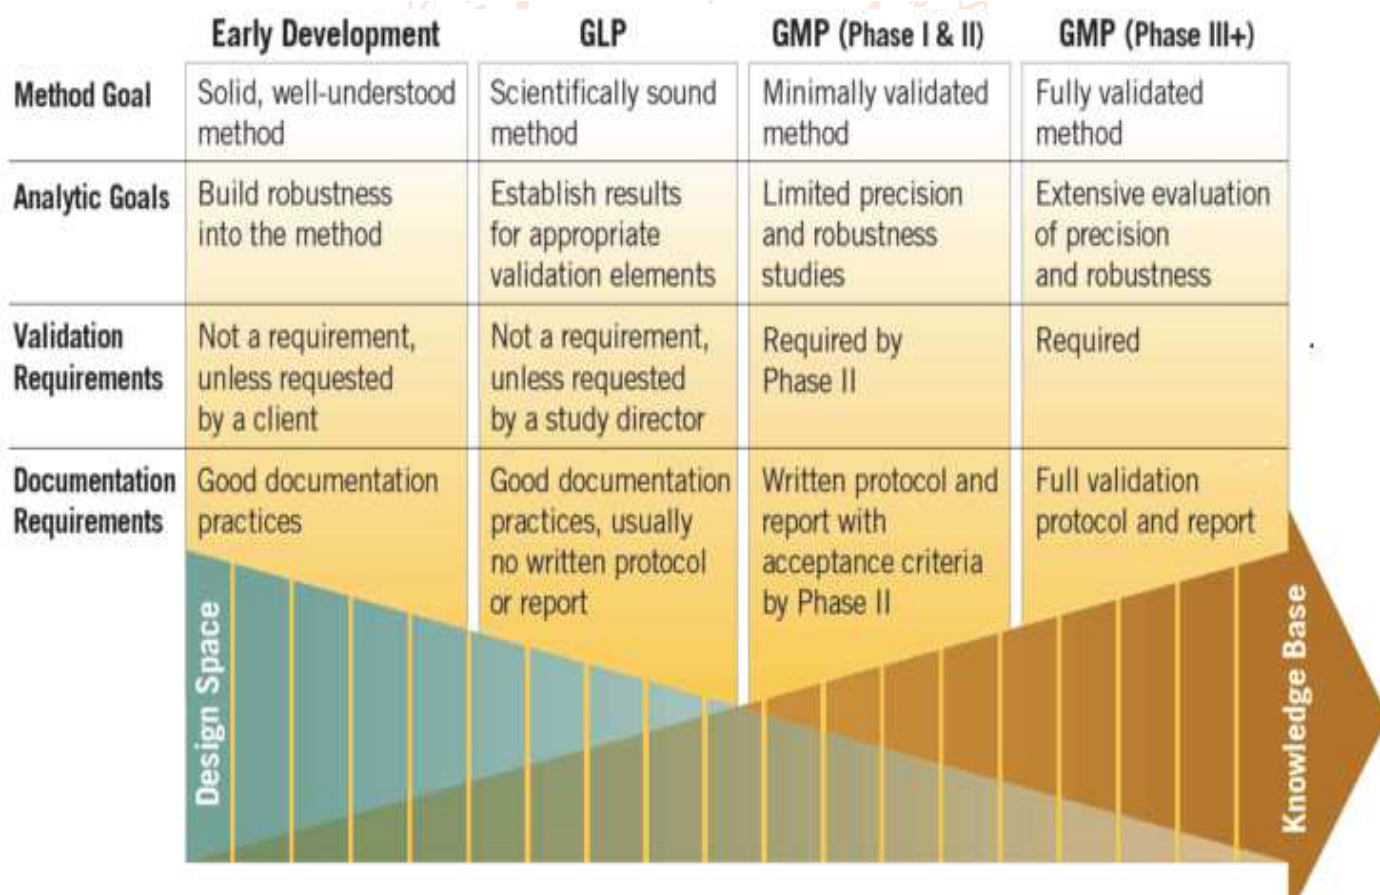 Early Development GLP GMP (Phase I & II) GMP (Phase III+)
Method Goal
Solid, well-understood
method
Scientifically sound
method
Minimally validated
method
Fully validated
method
Analytic Goals
Build robustness
into the method
Establish results
for appropriate
validation elements
Limited precision
and robustness
studies
Extensive evaluation
of precision
and robustness
Validation
Requirements
Not a requirement,
unless requested
by a client
Not a requirement,
unless requested
by a study director
Required by
Phase II
Required
Documentation
Requirements
Good documentation
practices
Good documentation
practices, usually
no written protocol
or report
Written protocol and
report with
acceptance criteria
by Phase II
Full validation
protocol and report
Design Space
Knowledge Base